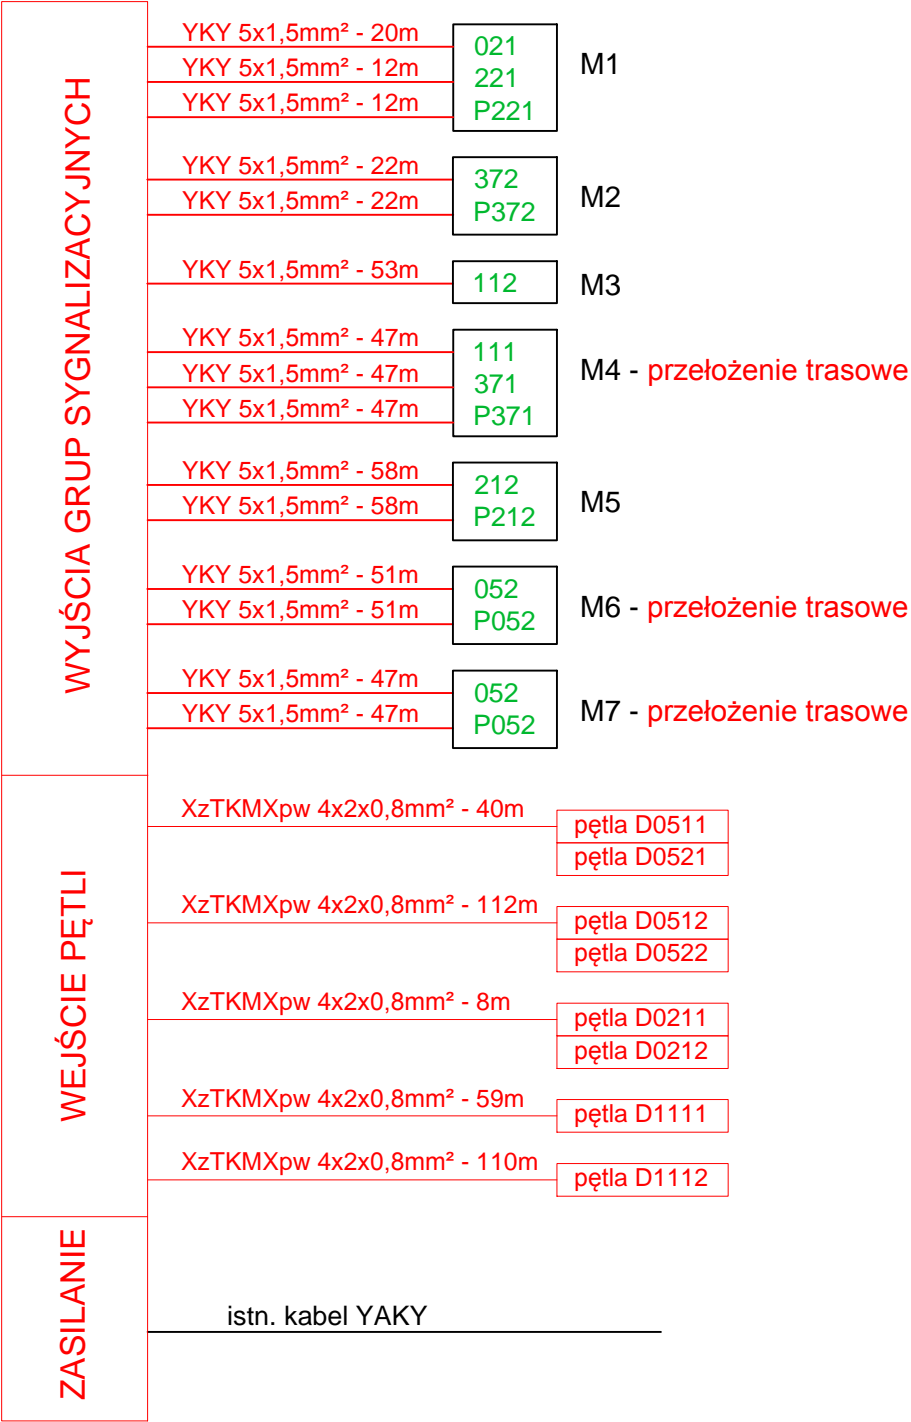 WYJŚCIA GRUP SYGNALIZACYJNYCH
YKY 5x1,5mm² - 20m
YKY 5x1,5mm² - 12m
YKY 5x1,5mm² - 12m
021
221
P221
M1
YKY 5x1,5mm² - 22m
YKY 5x1,5mm² - 22m
372
P372
M2
YKY 5x1,5mm² - 53m
112
M3
YKY 5x1,5mm² - 47m
YKY 5x1,5mm² - 47m
YKY 5x1,5mm² - 47m
111
371
P371
M4 - przełożenie trasowe
YKY 5x1,5mm² - 58m
YKY 5x1,5mm² - 58m
212
P212
M5
YKY 5x1,5mm² - 51m
YKY 5x1,5mm² - 51m
052
P052
M6 - przełożenie trasowe
YKY 5x1,5mm² - 47m
YKY 5x1,5mm² - 47m
052
P052
M7 - przełożenie trasowe
WEJŚCIE PĘTLI
XzTKMXpw 4x2x0,8mm² - 40m
pętla D0511
pętla D0521
XzTKMXpw 4x2x0,8mm² - 112m
pętla D0512
pętla D0522
XzTKMXpw 4x2x0,8mm² - 8m
pętla D0211
pętla D0212
XzTKMXpw 4x2x0,8mm² - 59m
pętla D1111
XzTKMXpw 4x2x0,8mm² - 110m
pętla D1112
ZASILANIE
istn. kabel YAKY